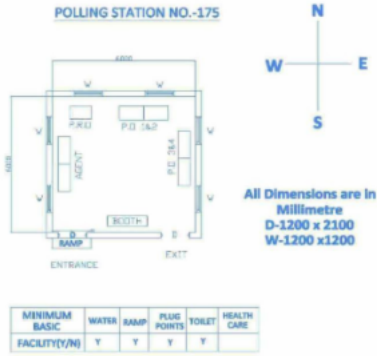 POLLING STATION NO.-175
N
W E
S
W W
P.O 1&2
W W
AGENT
P.O 3&4
W W
BOOTH
D D
RAMP
EXIT
ENTRANCE
All Dimensions are in
Millimetre
D-1200 x 2100
W-1200 x1200
MINIMUM BASIC WATER RAMP PLUG POINTS TOILET HEALTH CARE
FACILITY(Y/N) Y Y Y Y